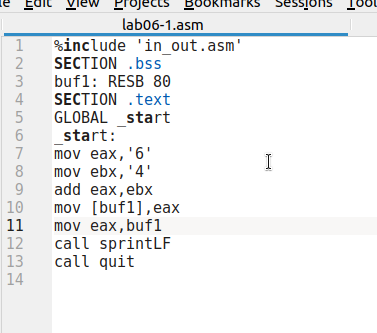 le Edit View Projects Bookmarks Sessions Tool
lab06-1.asm
1 %include 'in_out.asm'
2 SECTION .bss
3 buf1: RESB 80
4 SECTION .text
5 GLOBAL _start
6 _start:
7 mov eax,'6'
8 mov ebx,'4'
9 add eax,ebx
10 mov [buf1],eax
11 mov eax,buf1
12 call sprintLF
13 call quit
14